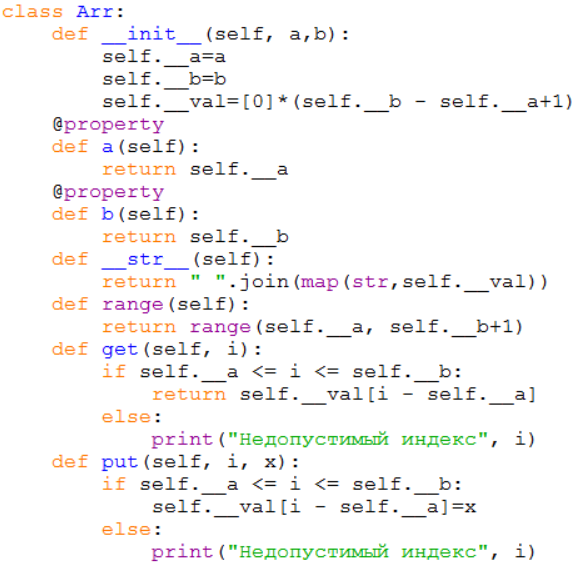 class Arr:
    def __init__(self, a,b):
        self.__a=a
        self.__b=b
        self.__val=[0]*(self.__b - self.__a+1)
    @property
    def a(self):
        return self.__a
    @property
    def b(self):
        return self.__b
    def __str__(self):
        return " ".join(map(str,self.__val))
    def range(self):
        return range(self.__a, self.__b+1)
    def get(self, i):
        if self.__a <= i <= self.__b:
            return self.__val[i - self.__a]
        else:
            print("Недопустимый индекс", i)
    def put(self, i, x):
        if self.__a <= i <= self.__b:
            self.__val[i - self.__a]=x
        else:
            print("Недопустимый индекс", i)